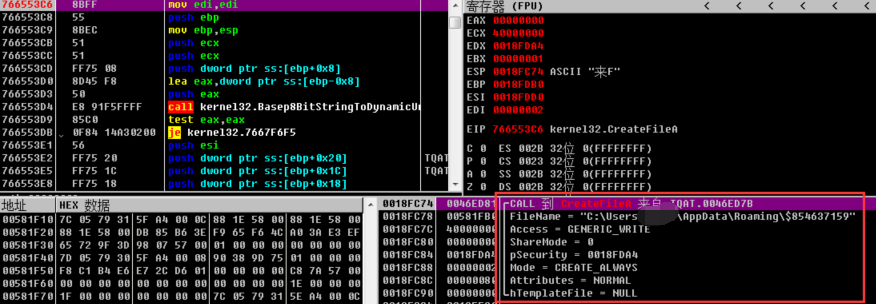 766553C6 8BFF mov edi,edi
766553C8 55 push ebp
766553C9 8BEC mov ebp,esp
766553CB 51 push ecx
766553CC 51 push ecx
766553CD FF75 08 push dword ptr ss:[ebp+0x8]
766553D0 8D45 F8 lea eax,dword ptr ss:[ebp-0x8]
766553D3 50 push eax
766553D4 E8 91F5FFFF call kernel32.Basep8BitStringToDynamicUn
766553D9 85C0 test eax,eax
766553DB 0F84 14A30200 je kernel32.7667F6F5
766553E1 56 push esi
766553E2 FF75 20 push dword ptr ss:[ebp+0x20] TQAT
766553E5 FF75 1C push dword ptr ss:[ebp+0x1C] TQAT
766553E8 FF75 18 push dword ptr ss:[ebp+0x18]
寄存器 (FPU) < < < < < <
EAX 00000000
ECX 40000000
EDX 0018FDA4
EBX 00000001
ESP 0018FC74 ASCII "来F"
EBP 0018FDB0
ESI 0018FDD8
EDI 00000002
EIP 766553C6 kernel32.CreateFileA
C 0 ES 002B 32位 0(FFFFFFFF)
P 0 CS 0023 32位 0(FFFFFFFF)
A 0 SS 002B 32位 0(FFFFFFFF)
Z 0 DS 002B 32位 0(FFFFFFFF)
地址 HEX 数据
00581F10 7C 05 79 31 5F A4 00 0C 88 1E 58 00 88 1E 58 00
00581F20 88 1E 58 00 DB 85 B6 3E F9 65 F6 4C A0 3A E3 EF
00581F30 65 72 9F 3D 98 07 57 00 01 00 00 00 00 00 00 00
00581F40 7D 05 79 30 5F A4 00 08 90 38 9D 75 01 00 00 00
00581F50 F8 C1 B4 E6 E7 2C D6 01 00 00 00 00 C8 7A 57 00
00581F60 00 00 00 00 00 00 00 00 00 00 00 00 1E 00 00 00
00581F70 1F 00 00 00 00 00 00 00 7C 05 79 31 5E A4 00 0C
0018FC74 0046ED81 CALL 到 CreateFileA 来自 TQAT.0046ED7B
0018FC78 00581FB0 FileName = "C:\Users \AppData\Roaming\$854637159"
0018FC7C 40000000 Access = GENERIC_WRITE
0018FC80 00000000 ShareMode = 0
0018FC84 0018FDA4 pSecurity = 0018FDA4
0018FC88 00000002 Mode = CREATE_ALWAYS
0018FC8C 00000080 Attributes = NORMAL
0018FC90 00000000 hTemplateFile = NULL